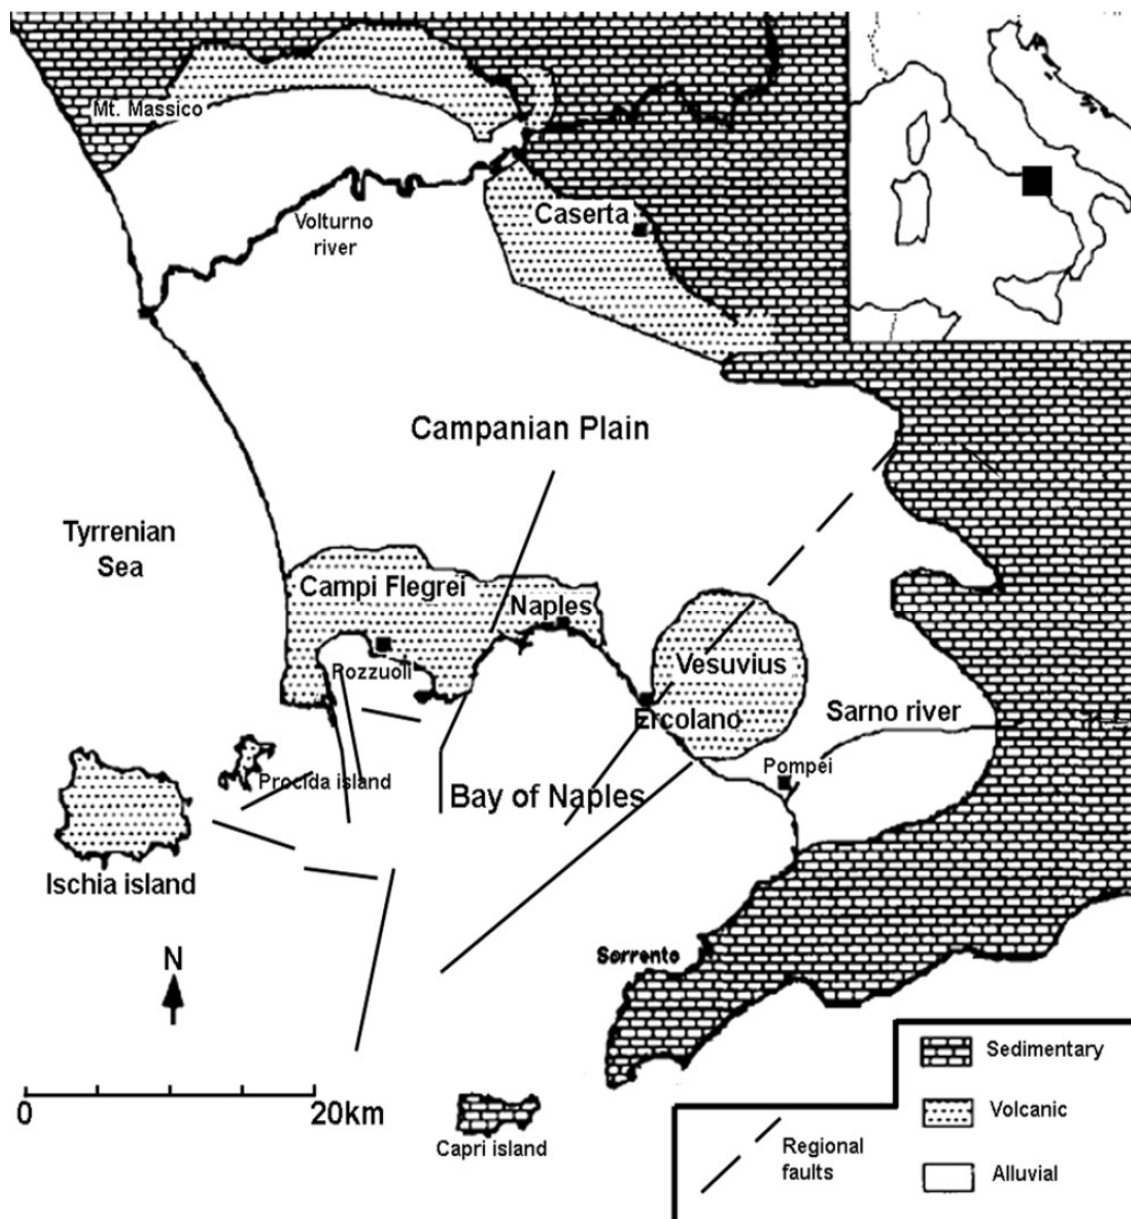 Mt. Massico
Caserta
Volturno
river
Campanian Plain
Tyrrenian
Sea
Campi Flegrei
Naples
Pozzuoli
Vesuvius
Ercolano
Sarno river
Pompei
Procida island
Bay of Naples
Ischia island
Sorrento
N
0
20km
Capri island
Regional
faults
Sedimentary
Volcanic
Alluvial